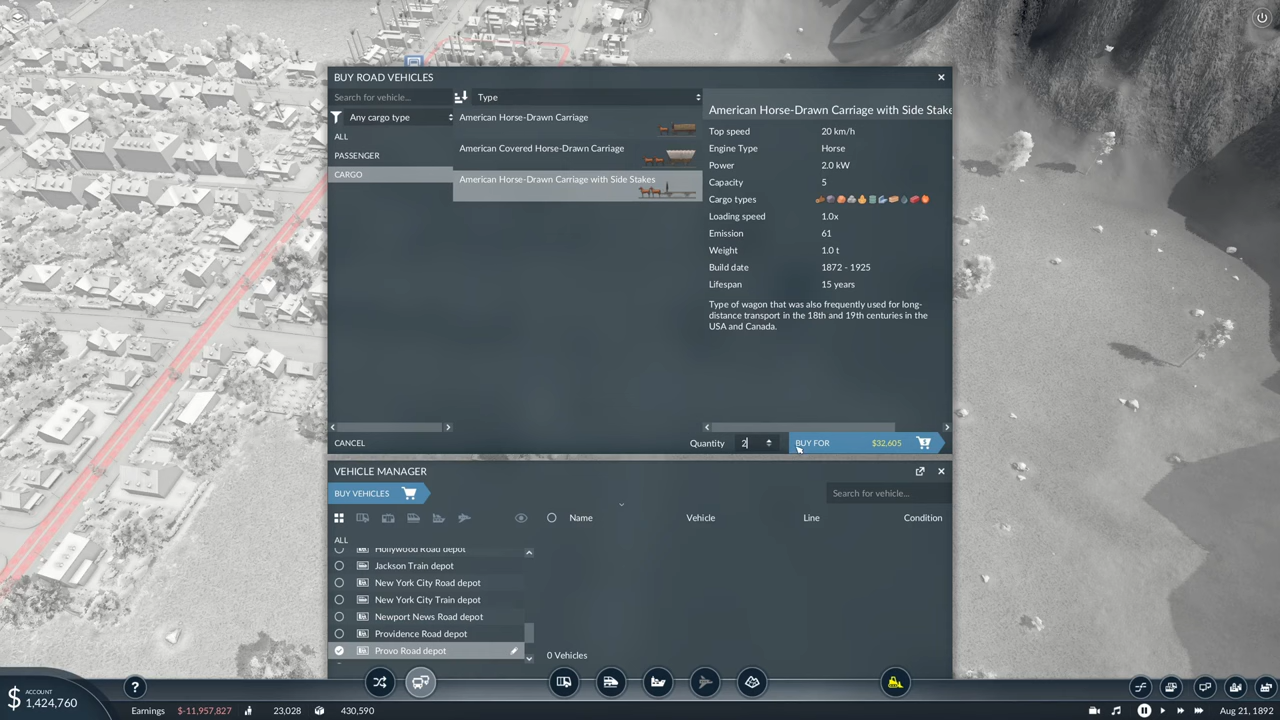 BUY ROAD VEHICLES
Search for vehicle...
Type
Any cargo type
ALL
PASSENGER
CARGO
American Horse-Drawn Carriage
American Covered Horse-Drawn Carriage
American Horse-Drawn Carriage with Side Stakes
American Horse-Drawn Carriage with Side Stake
Top speed 20 km/h
Engine Type Horse
Power 2.0 kW
Capacity 5
Cargo types
Loading speed 1.0x
Emission 61
Weight 1.0 t
Build date 1872 - 1925
Lifespan 15 years
Type of wagon that was also frequently used for long-
distance transport in the 18th and 19th centuries in the
USA and Canada.
CANCEL
Quantity 2
BUY FOR $32,605
VEHICLE MANAGER
BUY VEHICLES
Search for vehicle...
Name Vehicle Line Condition
ALL
Hollywood Road depot
Jackson Train depot
New York City Road depot
New York City Train depot
Newport News Road depot
Providence Road depot
Provo Road depot
0 Vehicles
$ ACCOUNT
1,424,760
?
Earnings $-11,957,827 23,028 430,590
Aug 21, 1892